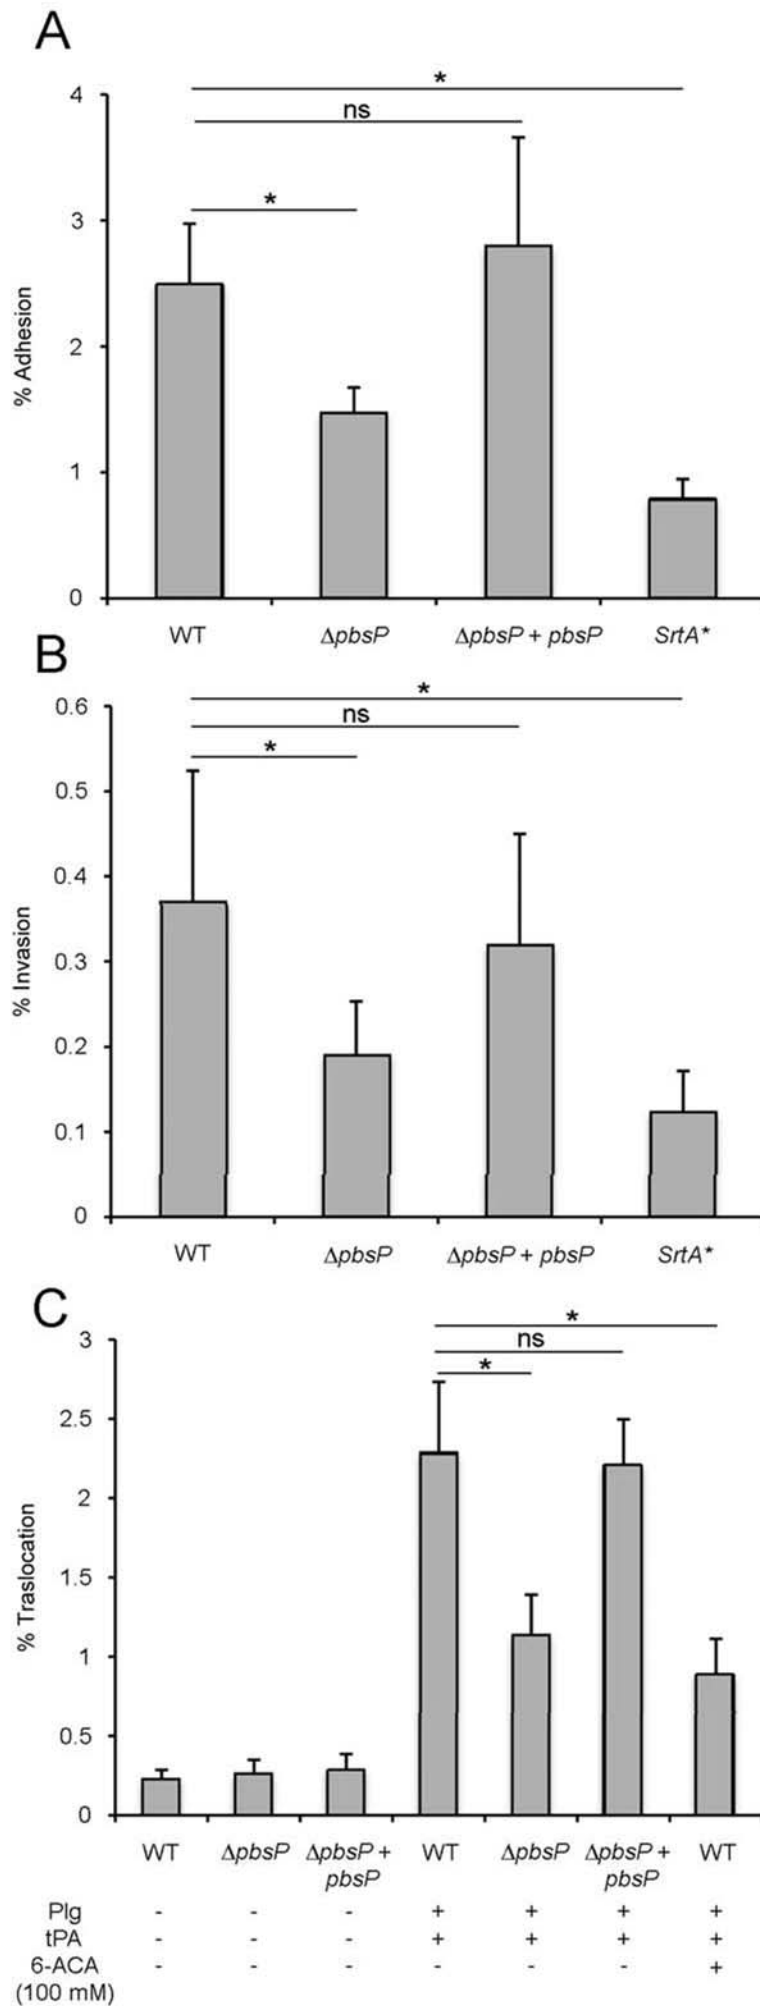 A
*
4
ns
3
*
2
1
0
% Adhesion
WT ΔpbsP ΔpbsP + pbsP SrtA*
B
*
0.6
ns
*
0.5
0.4
0.3
0.2
0.1
0
% Invasion
WT ΔpbsP ΔpbsP + pbsP SrtA*
C
*
3
ns
*
2.5
2
1.5
1
0.5
0
% Traslocation
WT ΔpbsP ΔpbsP + WT ΔpbsP ΔpbsP + WT
pbsP pbsP
Plg - - - + + + +
tPA - - - + + + +
6-ACA - - - - - - +
(100 mM)